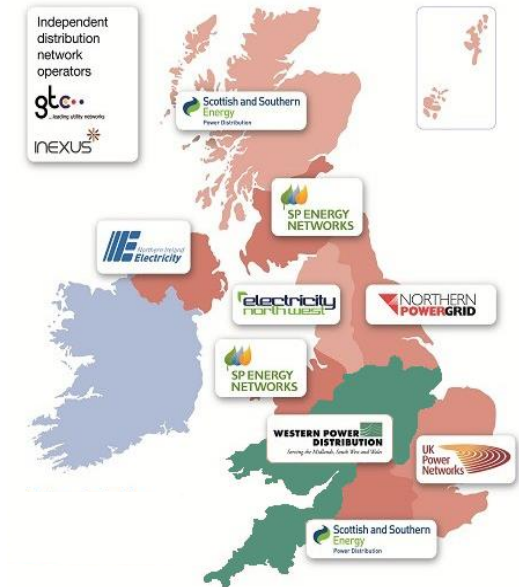 Independent
distribution
network
operators
gtc
...leading utility networks
INEXUS
Scottish and Southern
Energy
Power Distribution
SP ENERGY
NETWORKS
Northern Ireland
Electricity
electricity
north west
NORTHERN
POWERGRID
SP ENERGY
NETWORKS
WESTERN POWER
DISTRIBUTION
Serving the Midlands, South West and Wales
UK
Power
Networks
Scottish and Southern
Energy
Power Distribution